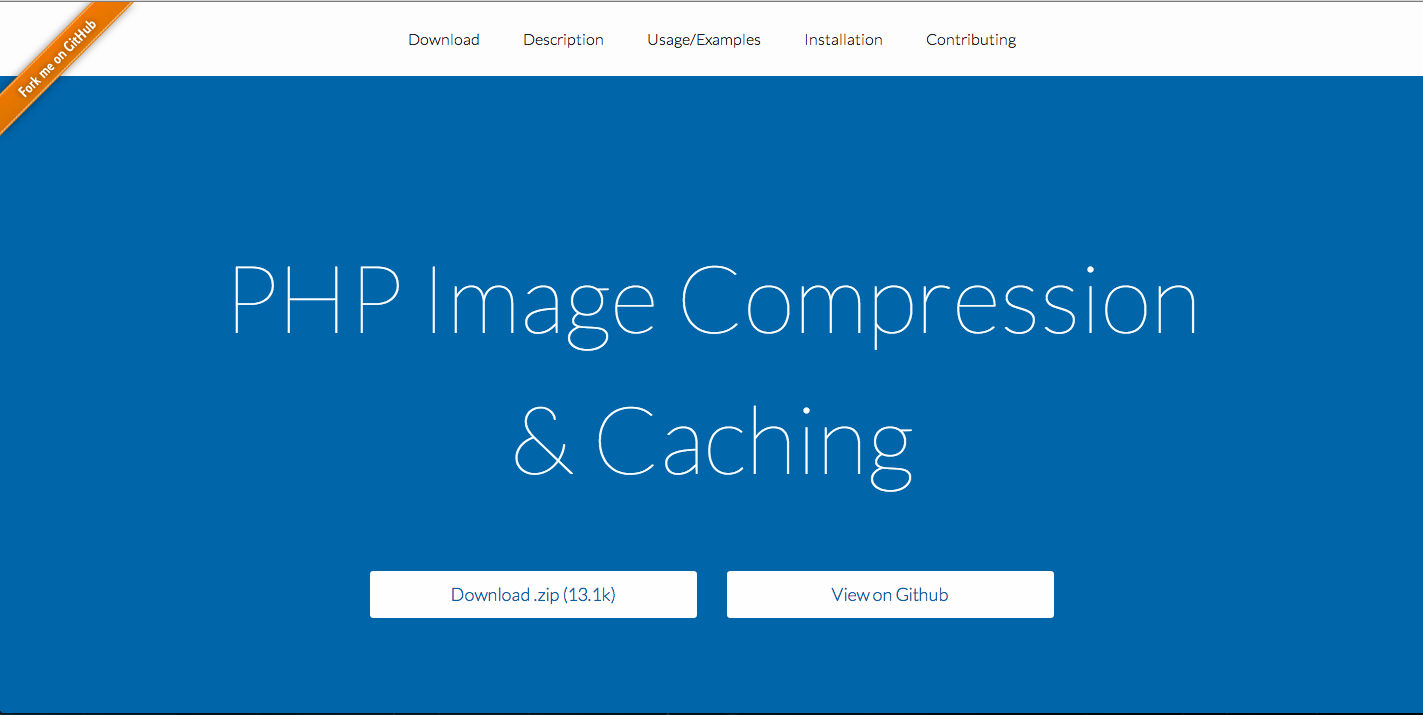 Fork me on GitHub
Download Description Usage/Examples Installation Contributing
PHP Image Compression
& Caching
Download .zip (13.1k) View on Github